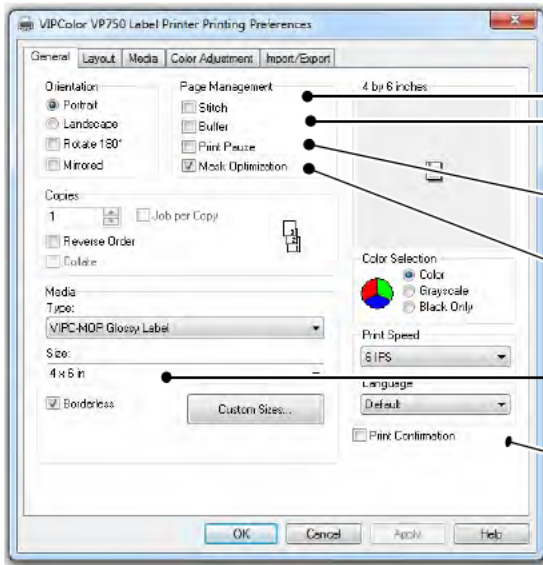 VIPColor VP750 Label Printer Printing Preferences
General Layout Media Color Adjustment Import/Export
Orientation
Portrait
Landscape
Rotate 180°
Mirrored
Page Management
Stitch
Buffer
Print Pause
Mask Optimization
4 by 6 inches
Copies
1
Job per Copy
Reverse Order
Collate
Color Selection
Color
Grayscale
Black Only
Media
Type:
VIPC-MOP Glossy Label
Size:
4 x 6 in
Borderless
Custom Sizes...
Print Speed
6 IPS
Language
Default
Print Confirmation
OK Cancel Apply Help